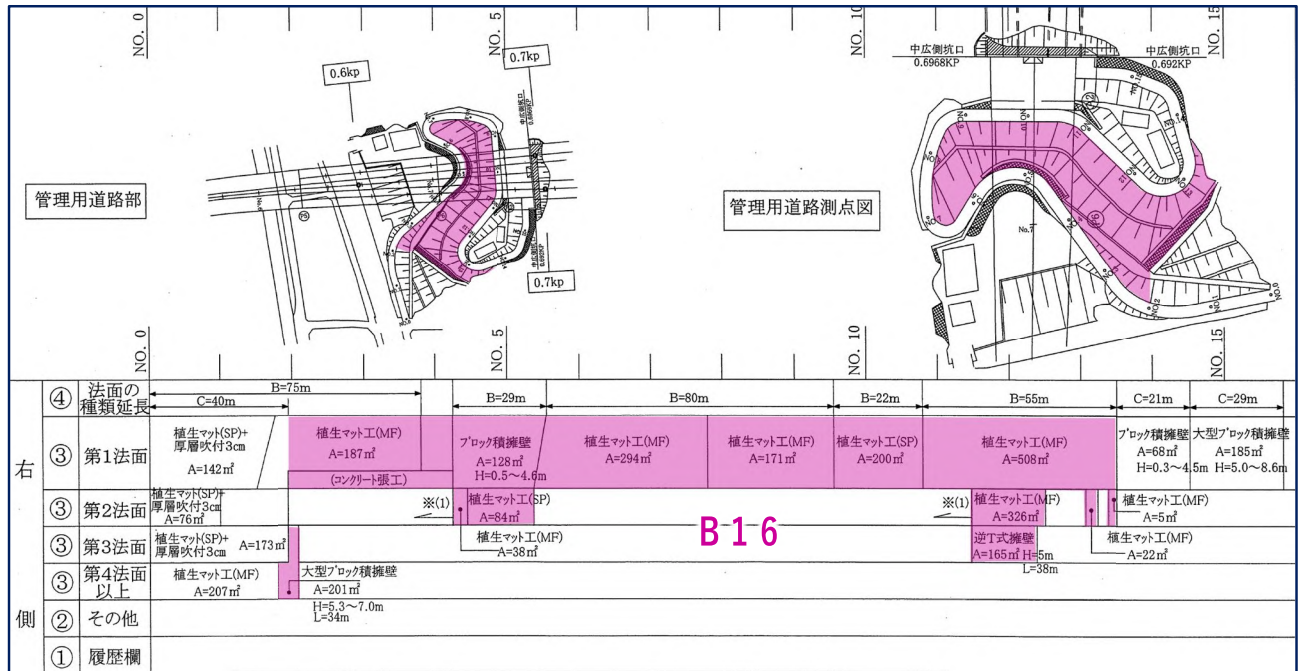 NO. 0
NO. 5
NO. 10
NO. 15
0.6kp
0.7kp
中広側坑口
0.6968KP
中広側坑口
0.692KP
管理用道路部
管理用道路測点図
0.7kp
NO. 0
NO. 5
NO. 10
NO. 15
右側
④ 法面の種類延長
B=75m
C=40m
B=29m
B=80m
B=22m
B=55m
C=21m
C=29m
③ 第1法面
植生マット(SP)+
厚層吹付3cm
A=142㎡
植生マット工(MF)
A=187㎡
(コンクリート張工)
ブロック積擁壁
A=128㎡
H=0.5～4.6m
植生マット工(MF)
A=294㎡
植生マット工(MF)
A=171㎡
植生マット工(SP)
A=200㎡
植生マット工(MF)
A=508㎡
ブロック積擁壁
A=68㎡
H=0.3～4.5m
大型ブロック積擁壁
A=185㎡
H=5.0～8.6m
③ 第2法面
植生マット(SP)+
厚層吹付3cm
A=76㎡
※(1)
植生マット工(SP)
A=84㎡
※(1)
植生マット工(MF)
A=326㎡
植生マット工(MF)
A=5㎡
③ 第3法面
植生マット(SP)+
厚層吹付3cm
A=173㎡
植生マット工(MF)
A=38㎡
B16
逆T式擁壁
A=165㎡ H=5m
L=38m
植生マット工(MF)
A=22㎡
③ 第4法面以上
植生マット工(MF)
A=207㎡
大型ブロック積擁壁
A=201㎡
H=5.3～7.0m
L=34m
② その他
① 履歴欄